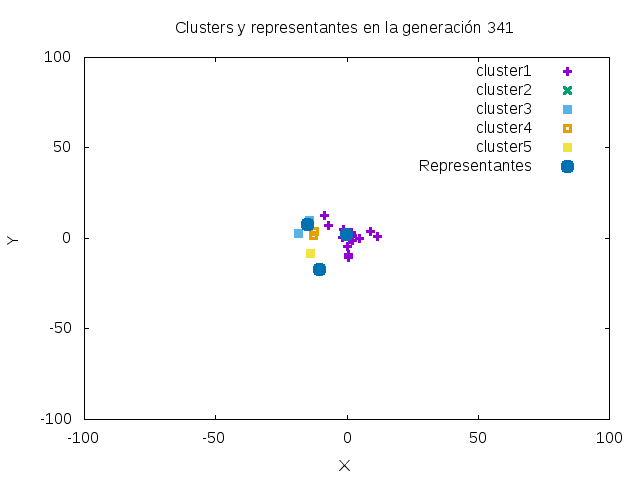 Clusters y representantes en la generación 341
100
50
0
-50
-100
-100
-50
0
50
100
Y
X
cluster1
cluster2
cluster3
cluster4
cluster5
Representantes